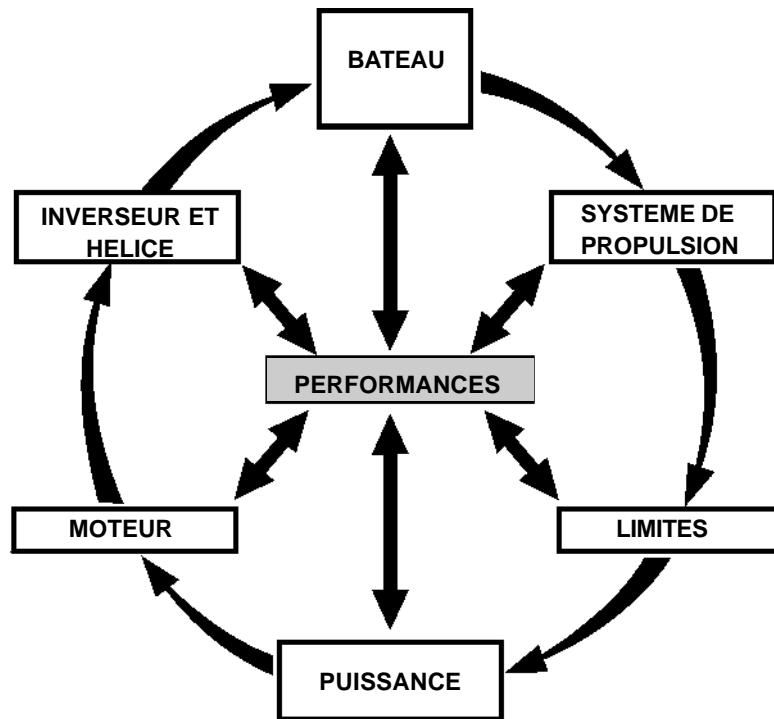 BATEAU
INVERSEUR ET
HELICE
SYSTEME DE
PROPULSION
PERFORMANCES
MOTEUR
LIMITES
PUISSANCE